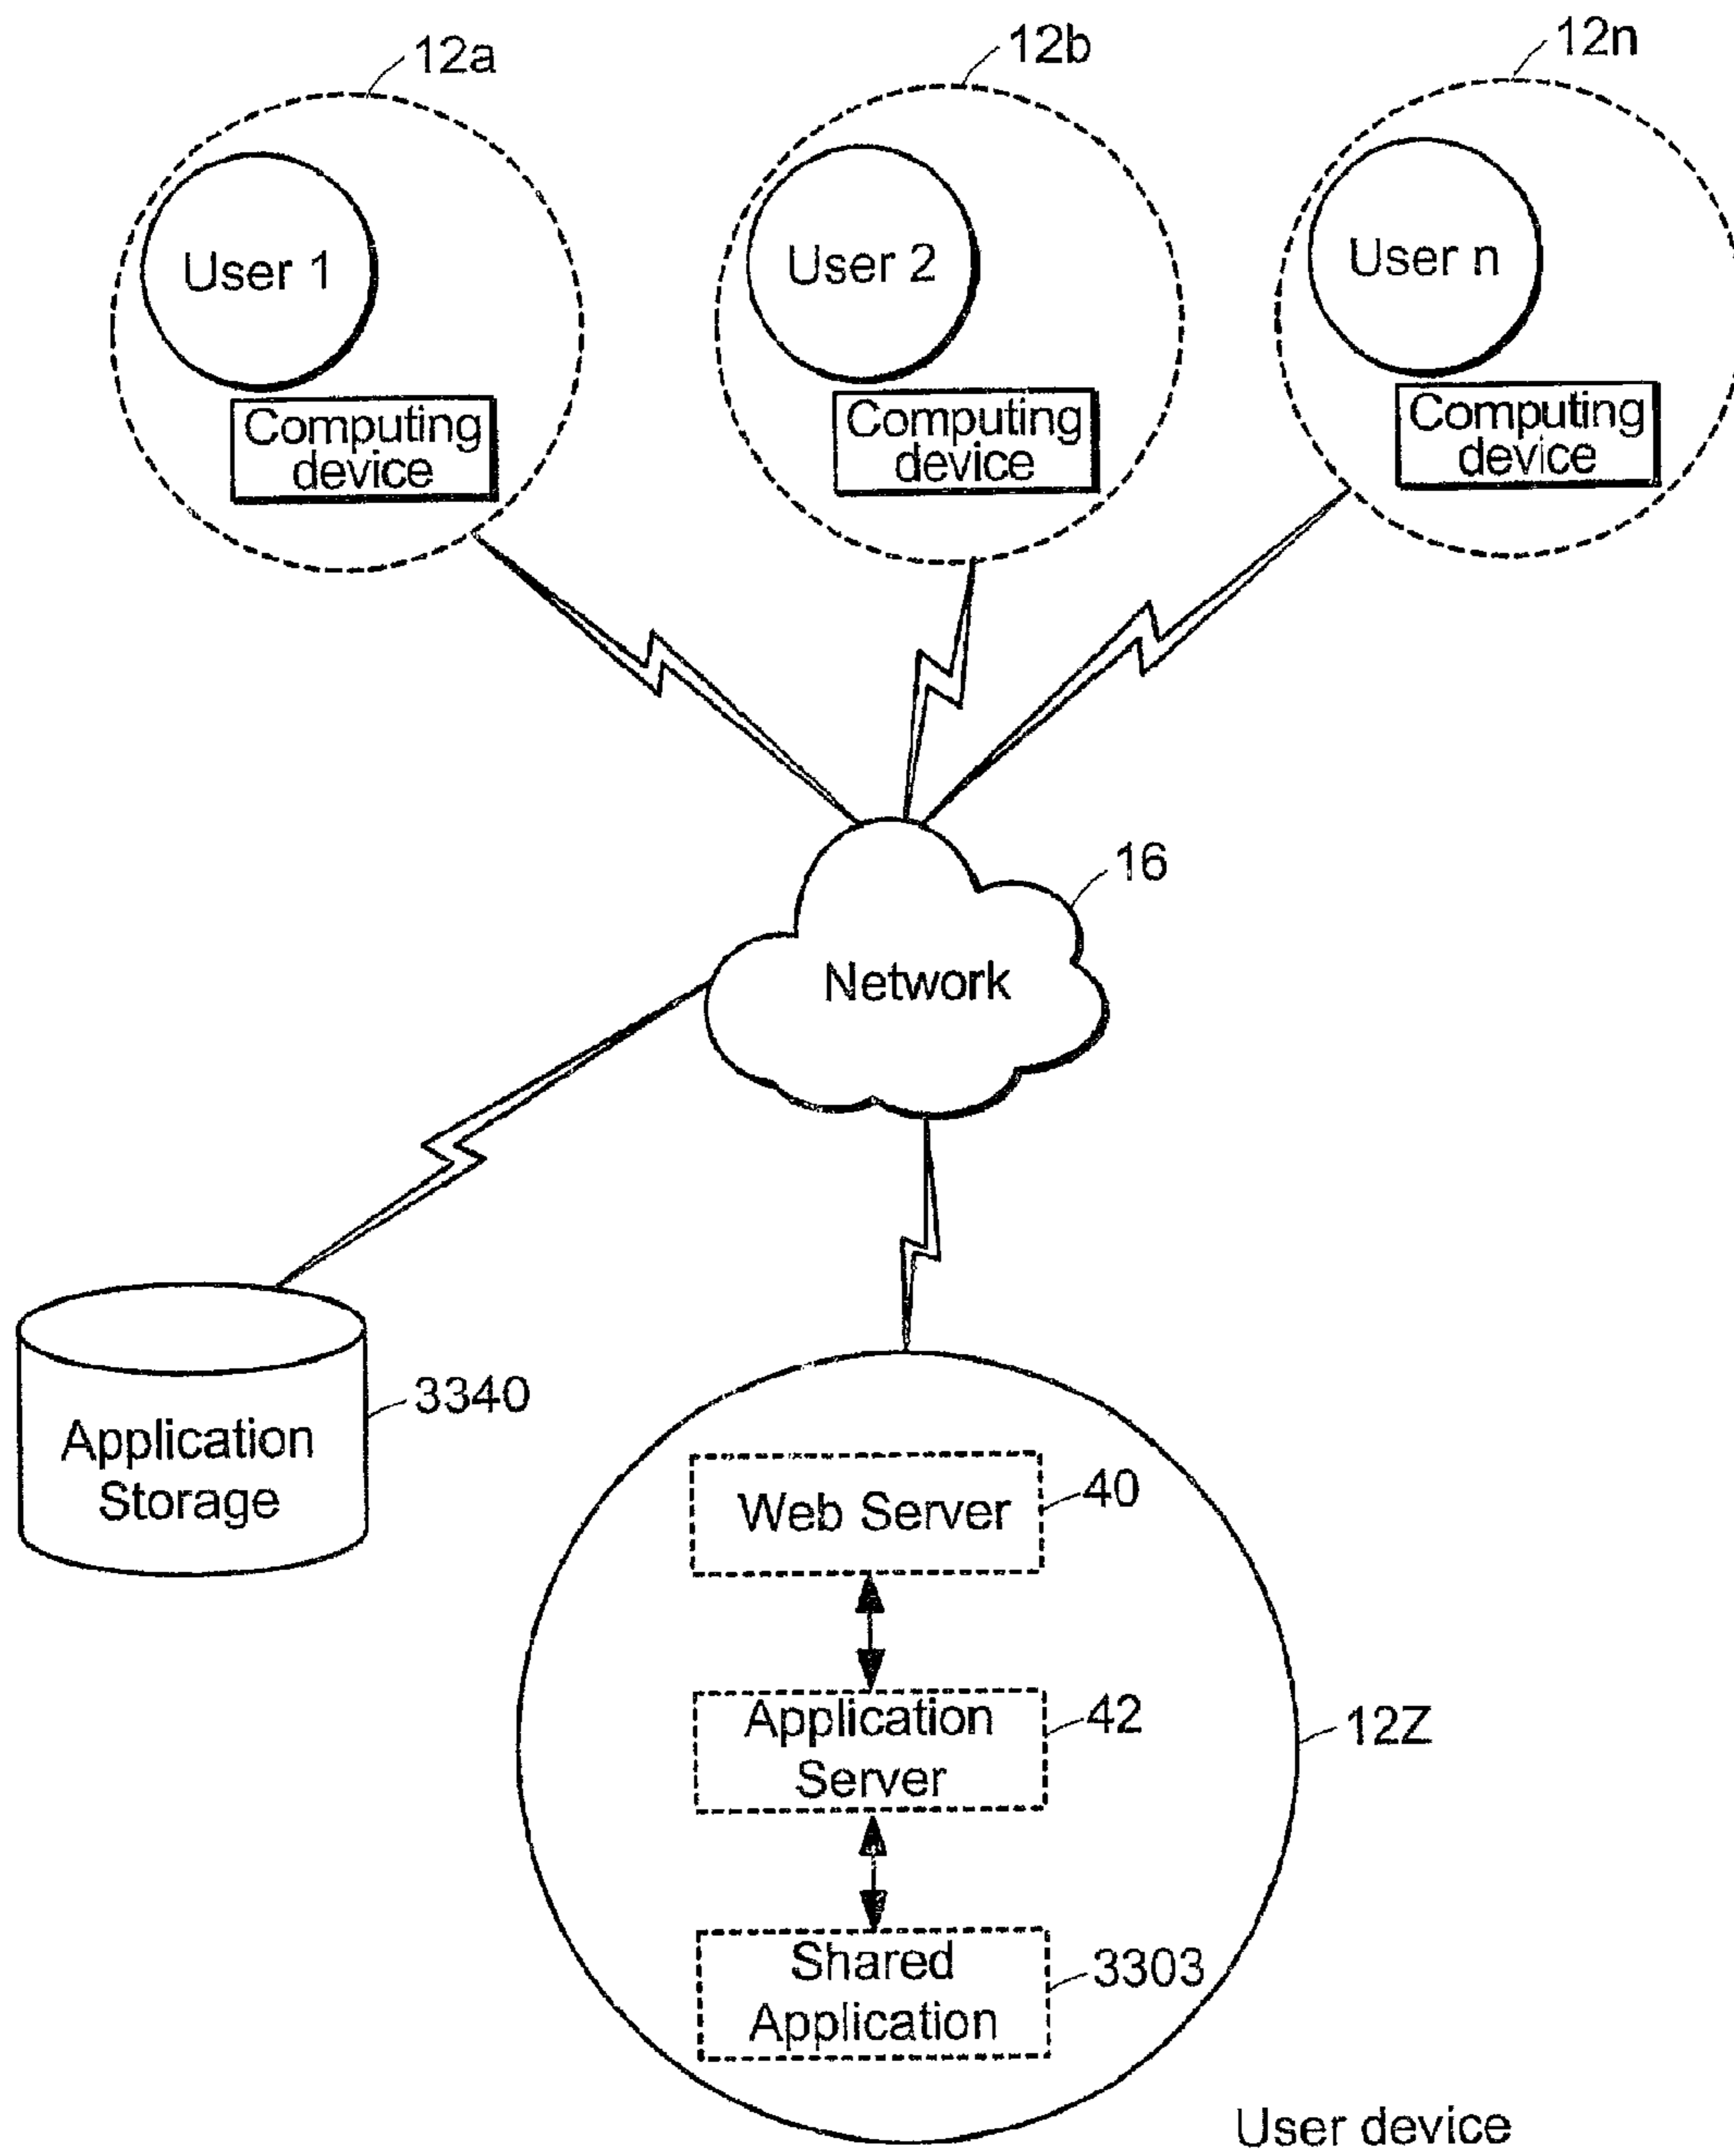 12a
12b
12n
User 1
User 2
User n
Computing
device
Computing
device
Computing
device
16
Network
3340
Application
Storage
Web Server
40
Application
Server
42
12Z
Shared
Application
3303
User device